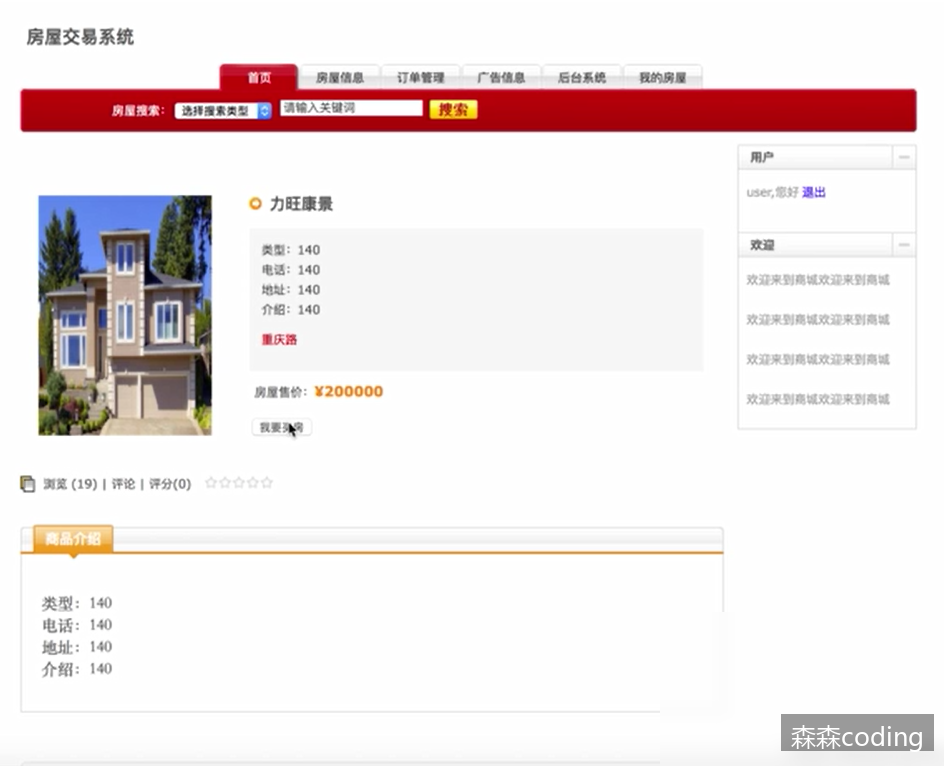 房屋交易系统
首页 房屋信息 订单管理 广告信息 后台系统 我的房屋
房屋搜索： 选择搜索类型 请输入关键词 搜索
用户
user,您好 退出
欢迎
欢迎来到商城欢迎来到商城
欢迎来到商城欢迎来到商城
欢迎来到商城欢迎来到商城
欢迎来到商城欢迎来到商城
力旺康景
类型：140
电话：140
地址：140
介绍：140
重庆路
房屋售价：¥200000
我要买房
浏览 (19) | 评论 | 评分(0)
商品介绍
类型：140
电话：140
地址：140
介绍：140
森森coding